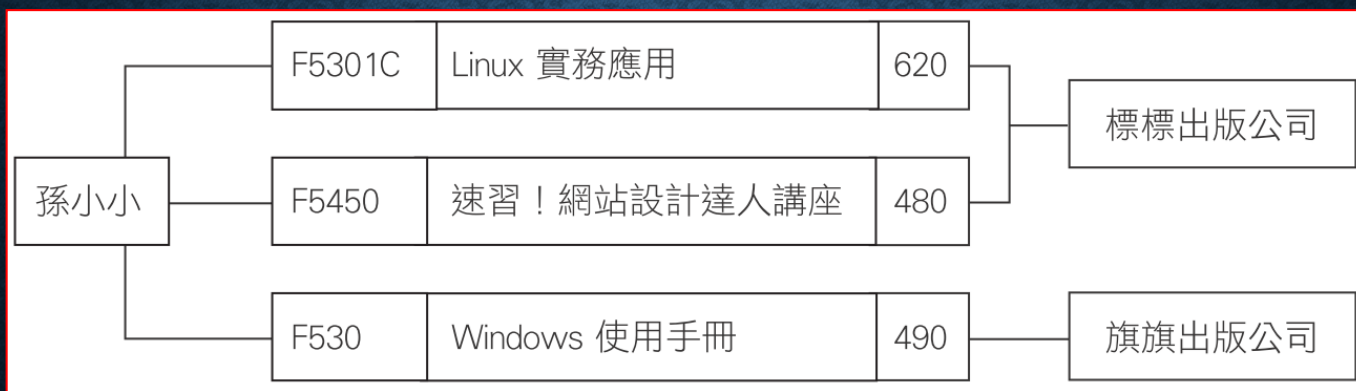 F5301C Linux 實務應用 620
標標出版公司
孫小小 F5450 速習！網站設計達人講座 480
F530 Windows 使用手冊 490 旗旗出版公司